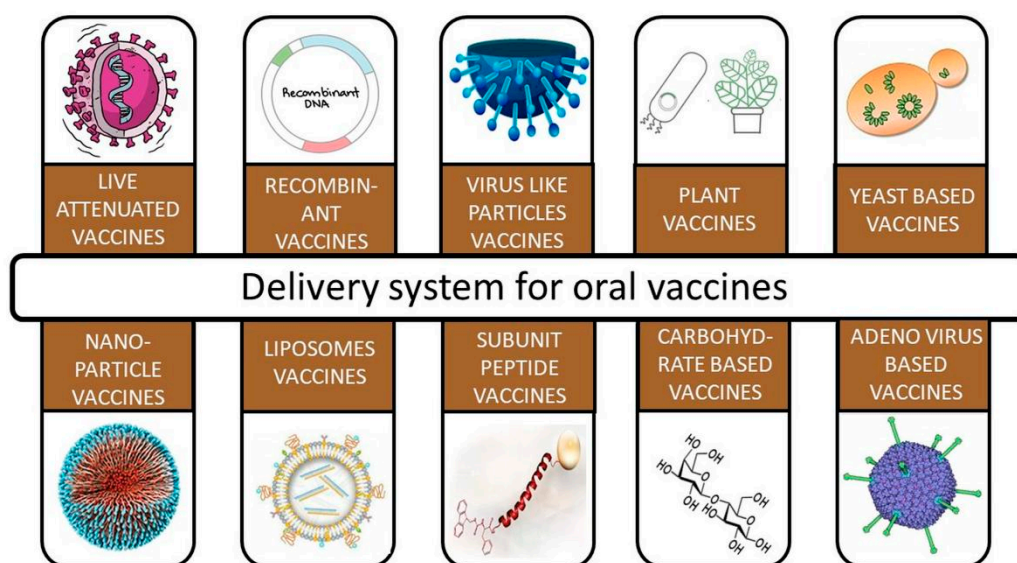 Recombinant
DNA
LIVE
ATTENUATED
VACCINES
RECOMBIN-
ANT
VACCINES
VIRUS LIKE
PARTICLES
VACCINES
PLANT
VACCINES
YEAST BASED
VACCINES
Delivery system for oral vaccines
NANO-
PARTICLE
VACCINES
LIPOSOMES
VACCINES
SUBUNIT
PEPTIDE
VACCINES
CARBOHYD-
RATE BASED
VACCINES
ADENO VIRUS
BASED
VACCINES
OH
OH
HO
O
OH
OH
HO
O
O
HO
OH
OH